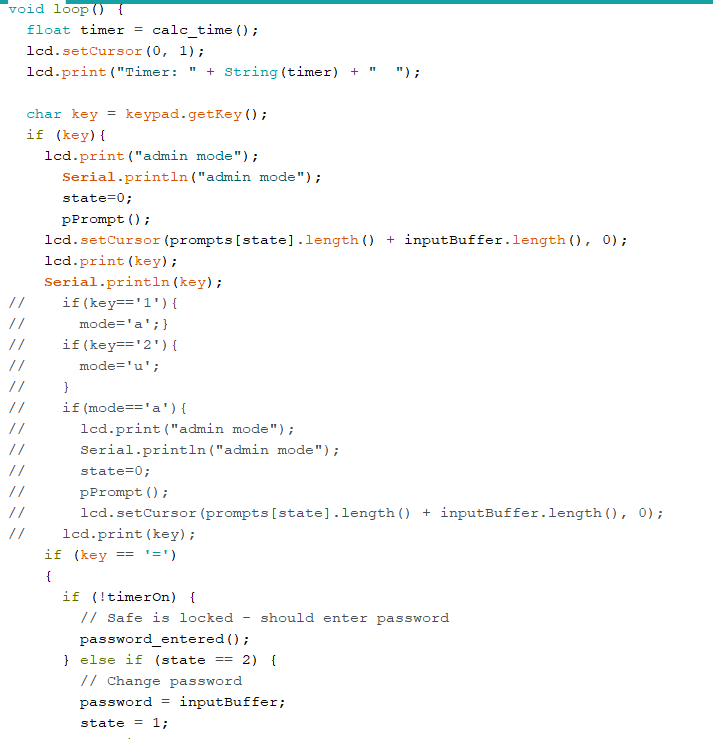 void loop() {
  float timer = calc_time();
  lcd.setCursor(0, 1);
  lcd.print("Timer: " + String(timer) + "  ");

  char key = keypad.getKey();
  if (key){
    lcd.print("admin mode");
      Serial.println("admin mode");
      state=0;
      pPrompt();
    lcd.setCursor(prompts[state].length() + inputBuffer.length(), 0);
    lcd.print(key);
    Serial.println(key);
//    if(key=='1'){
//      mode='a';}
//    if(key=='2'){
//      mode='u';
//    }
//    if(mode=='a'){
//      lcd.print("admin mode");
//      Serial.println("admin mode");
//      state=0;
//      pPrompt();
//      lcd.setCursor(prompts[state].length() + inputBuffer.length(), 0);
//    lcd.print(key);
    if (key == '=')
    {
      if (!timerOn) {
        // Safe is locked - should enter password
        password_entered();
      } else if (state == 2) {
        // Change password
        password = inputBuffer;
        state = 1;